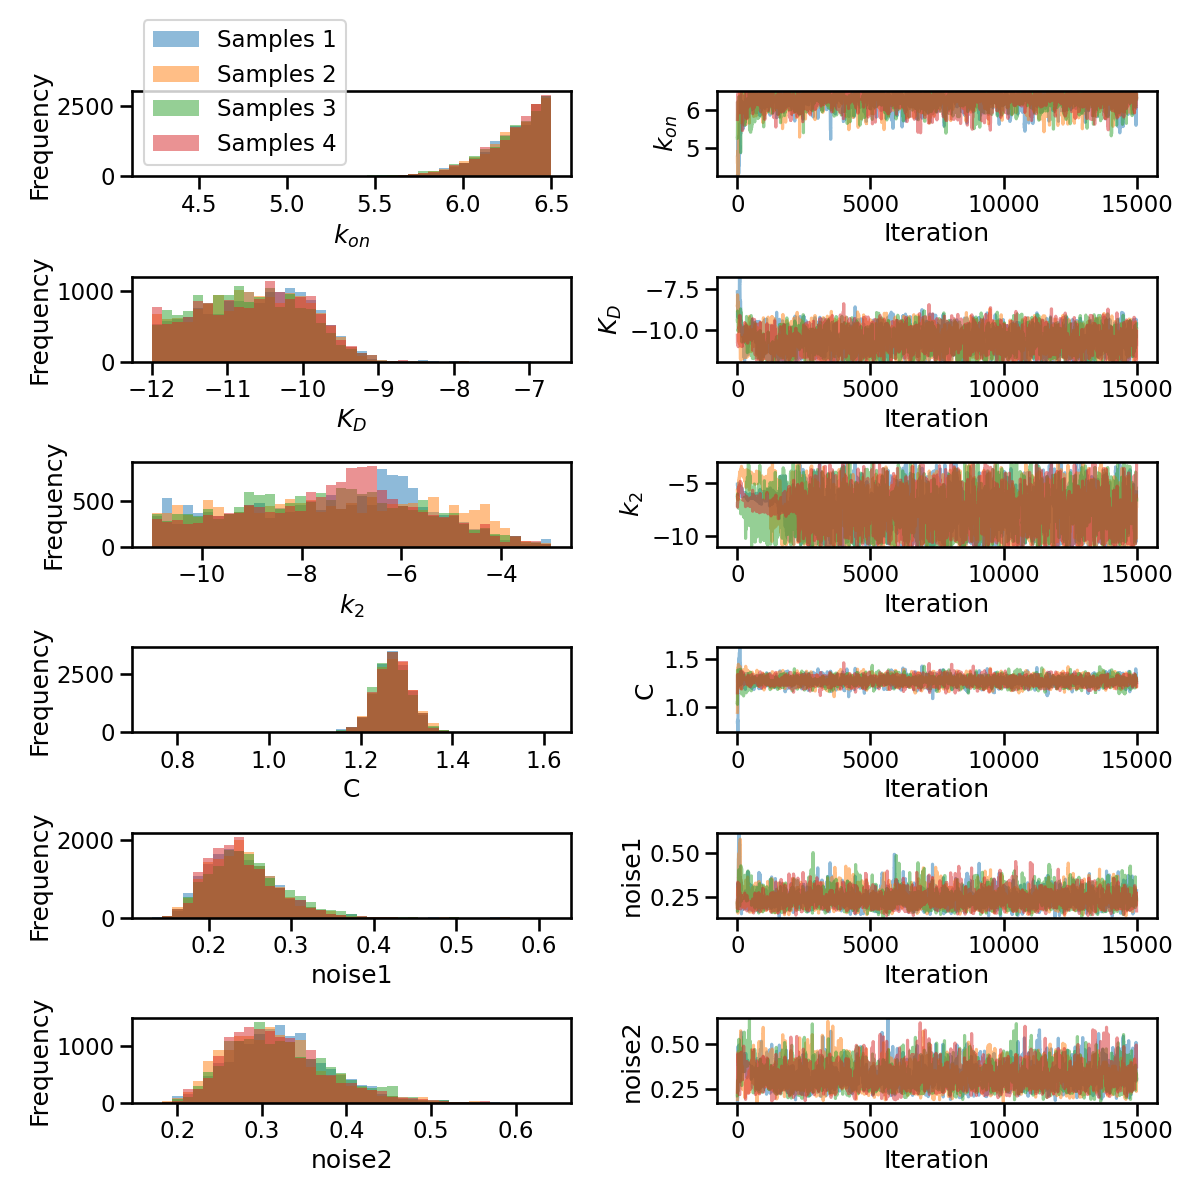 Samples 1
Samples 2
Samples 3
Samples 4
Frequency
2500
0
4.5 5.0 5.5 6.0 6.5
k_on
k_on
6
5
0 5000 10000 15000
Iteration
Frequency
1000
0
−12 −11 −10 −9 −8 −7
K_D
K_D
−7.5
−10.0
0 5000 10000 15000
Iteration
Frequency
500
0
−10 −8 −6 −4
k_2
k_2
−5
−10
0 5000 10000 15000
Iteration
Frequency
2500
0
0.8 1.0 1.2 1.4 1.6
C
C
1.5
1.0
0 5000 10000 15000
Iteration
Frequency
2000
0
0.2 0.3 0.4 0.5 0.6
noise1
noise1
0.50
0.25
0 5000 10000 15000
Iteration
Frequency
1000
0
0.2 0.3 0.4 0.5 0.6
noise2
noise2
0.50
0.25
0 5000 10000 15000
Iteration